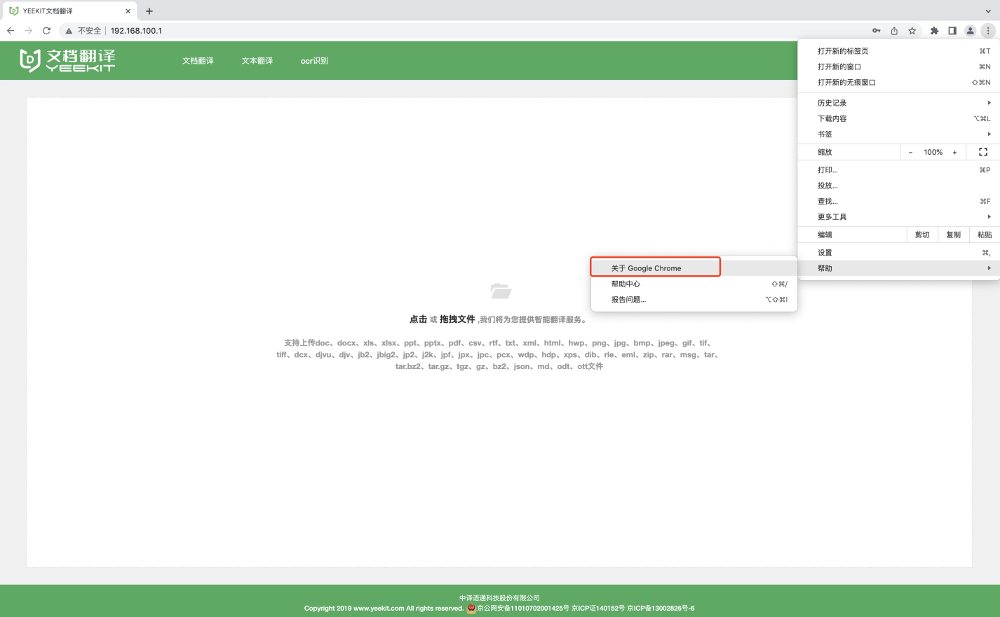 YEEKIT文档翻译
不安全 192.168.100.1
文档翻译
YEEKIT
文档翻译 文本翻译 ocr识别
打开新的标签页 ⌘T
打开新的窗口 ⌘N
打开新的无痕窗口 ⇧⌘N
历史记录
下载内容 ⌥⌘L
书签
缩放 - 100% +
打印... ⌘P
投放...
查找... ⌘F
更多工具
编辑 剪切 复制 粘贴
设置 ⌘,
帮助
关于 Google Chrome
帮助中心 ⇧⌘/
报告问题... ⌥⇧⌘I
点击 或 拖拽文件 ,我们将为您提供智能翻译服务。
支持上传doc、docx、xls、xlsx、ppt、pptx、pdf、csv、rtf、txt、xml、html、hwp、png、jpg、bmp、jpeg、gif、tif、
tiff、dcx、djvu、djv、jb2、jbig2、jp2、j2k、jpf、jpx、jpc、pcx、wdp、hdp、xps、dib、rle、eml、zip、rar、msg、tar、
tar.bz2、tar.gz、tgz、gz、bz2、json、md、odt、ott文件
中译语通科技股份有限公司
Copyright 2019 www.yeekit.com All rights reserved. 京公网安备11010702001425号 京ICP证140152号 京ICP备13002826号-6